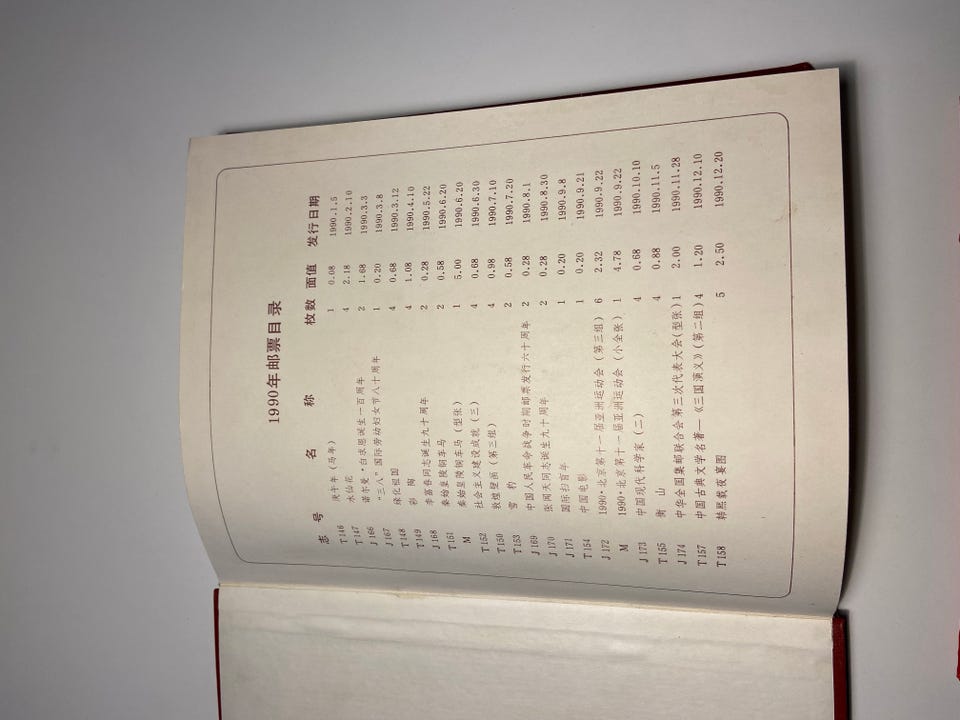 1990年邮票目录
志 号 名 称 枚数 面值 发行日期
T146 庚午年（马年） 1 0.08 1990.1.5
T147 水仙花 4 2.18 1990.2.10
J166 诺尔曼·白求恩诞生一百周年 2 1.68 1990.3.3
J167 “三八”国际劳动妇女节八十周年 1 0.20 1990.3.8
T148 绿化祖国 4 0.68 1990.3.12
T149 彩 陶 4 1.08 1990.4.10
J168 李富春同志诞生九十周年 2 0.28 1990.5.22
T151 秦始皇陵铜车马 2 0.58 1990.6.20
M 秦始皇陵铜车马（型张） 1 5.00 1990.6.20
T152 社会主义建设成就（三） 4 0.68 1990.6.30
T150 敦煌壁画（第三组） 4 0.98 1990.7.10
T153 雪 豹 2 0.58 1990.7.20
J169 中国人民革命战争时期邮票发行六十周年 2 0.28 1990.8.1
J170 张闻天同志诞生九十周年 2 0.28 1990.8.30
J171 国际扫盲年 1 0.20 1990.9.8
T154 中国电影 1 0.20 1990.9.21
J172 1990·北京第十一届亚洲运动会（第三组） 6 2.32 1990.9.22
M 1990·北京第十一届亚洲运动会（小全张） 1 4.78 1990.9.22
J173 中国现代科学家（二） 4 0.68 1990.10.10
T155 衡 山 4 0.88 1990.11.5
J174 中华全国集邮联合会第三次代表大会(型张) 1 2.00 1990.11.28
T157 中国古典文学名著—《三国演义》(第二组) 4 1.20 1990.12.10
T158 韩熙载夜宴图 5 2.50 1990.12.20